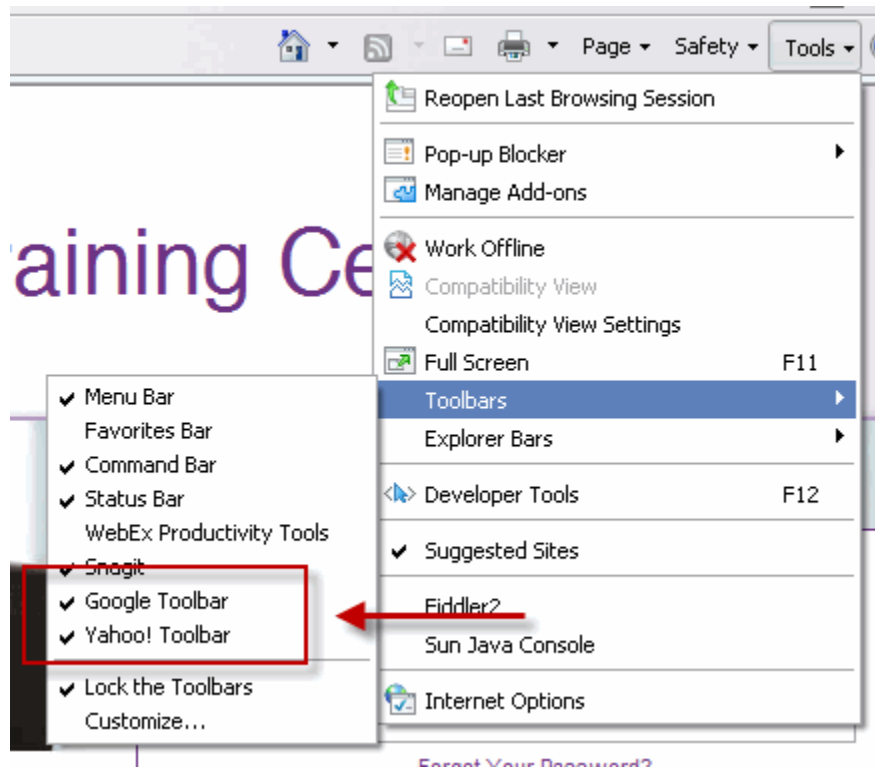 Page Safety Tools
Reopen Last Browsing Session
Pop-up Blocker
Manage Add-ons
aining Ce
Work Offline
Compatibility View
Compatibility View Settings
Full Screen F11
Toolbars
Explorer Bars
Developer Tools F12
Suggested Sites
Fiddler2
Sun Java Console
Internet Options
Menu Bar
Favorites Bar
Command Bar
Status Bar
WebEx Productivity Tools
Snagit
Google Toolbar
Yahoo! Toolbar
Lock the Toolbars
Customize...
Forgot Your Password?